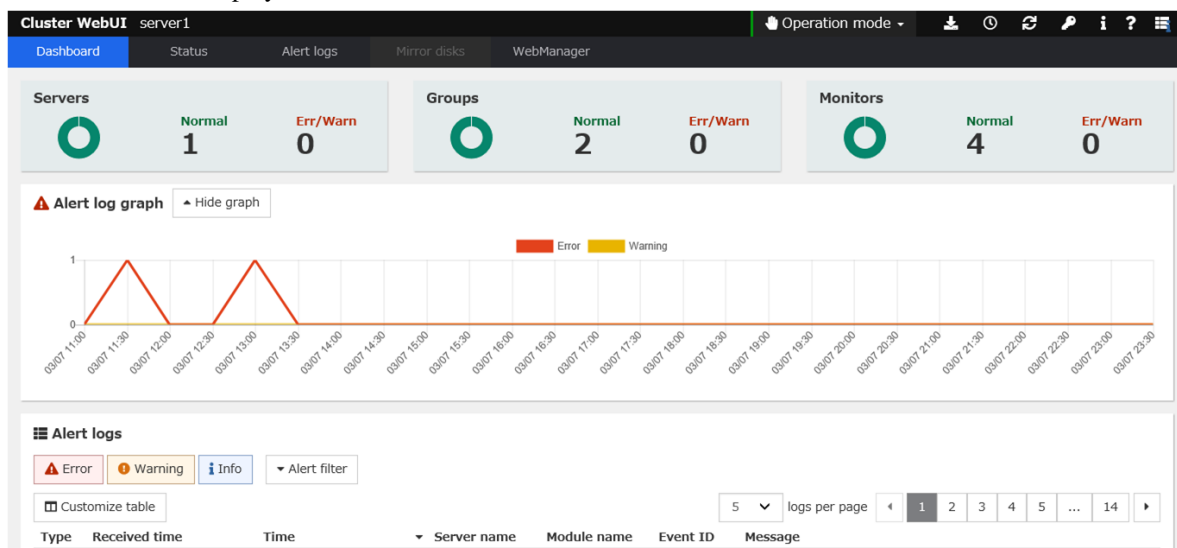 Cluster WebUI server1 Operation mode
Dashboard Status Alert logs Mirror disks WebManager
Servers Groups Monitors
Normal Err/Warn Normal Err/Warn Normal Err/Warn
1 0 2 0 4 0
Alert log graph Hide graph
Error Warning
1
0
03/07 11:00 03/07 11:30 03/07 12:00 03/07 12:30 03/07 13:00 03/07 13:30 03/07 14:00 03/07 14:30 03/07 15:00 03/07 15:30 03/07 16:00 03/07 16:30 03/07 17:00 03/07 17:30 03/07 18:00 03/07 18:30 03/07 19:00 03/07 19:30 03/07 20:00 03/07 20:30 03/07 21:00 03/07 21:30 03/07 22:00 03/07 22:30 03/07 23:00 03/07 23:30
Alert logs
Error Warning Info Alert filter
Customize table 5 logs per page 1 2 3 4 5 ... 14
Type Received time Time Server name Module name Event ID Message